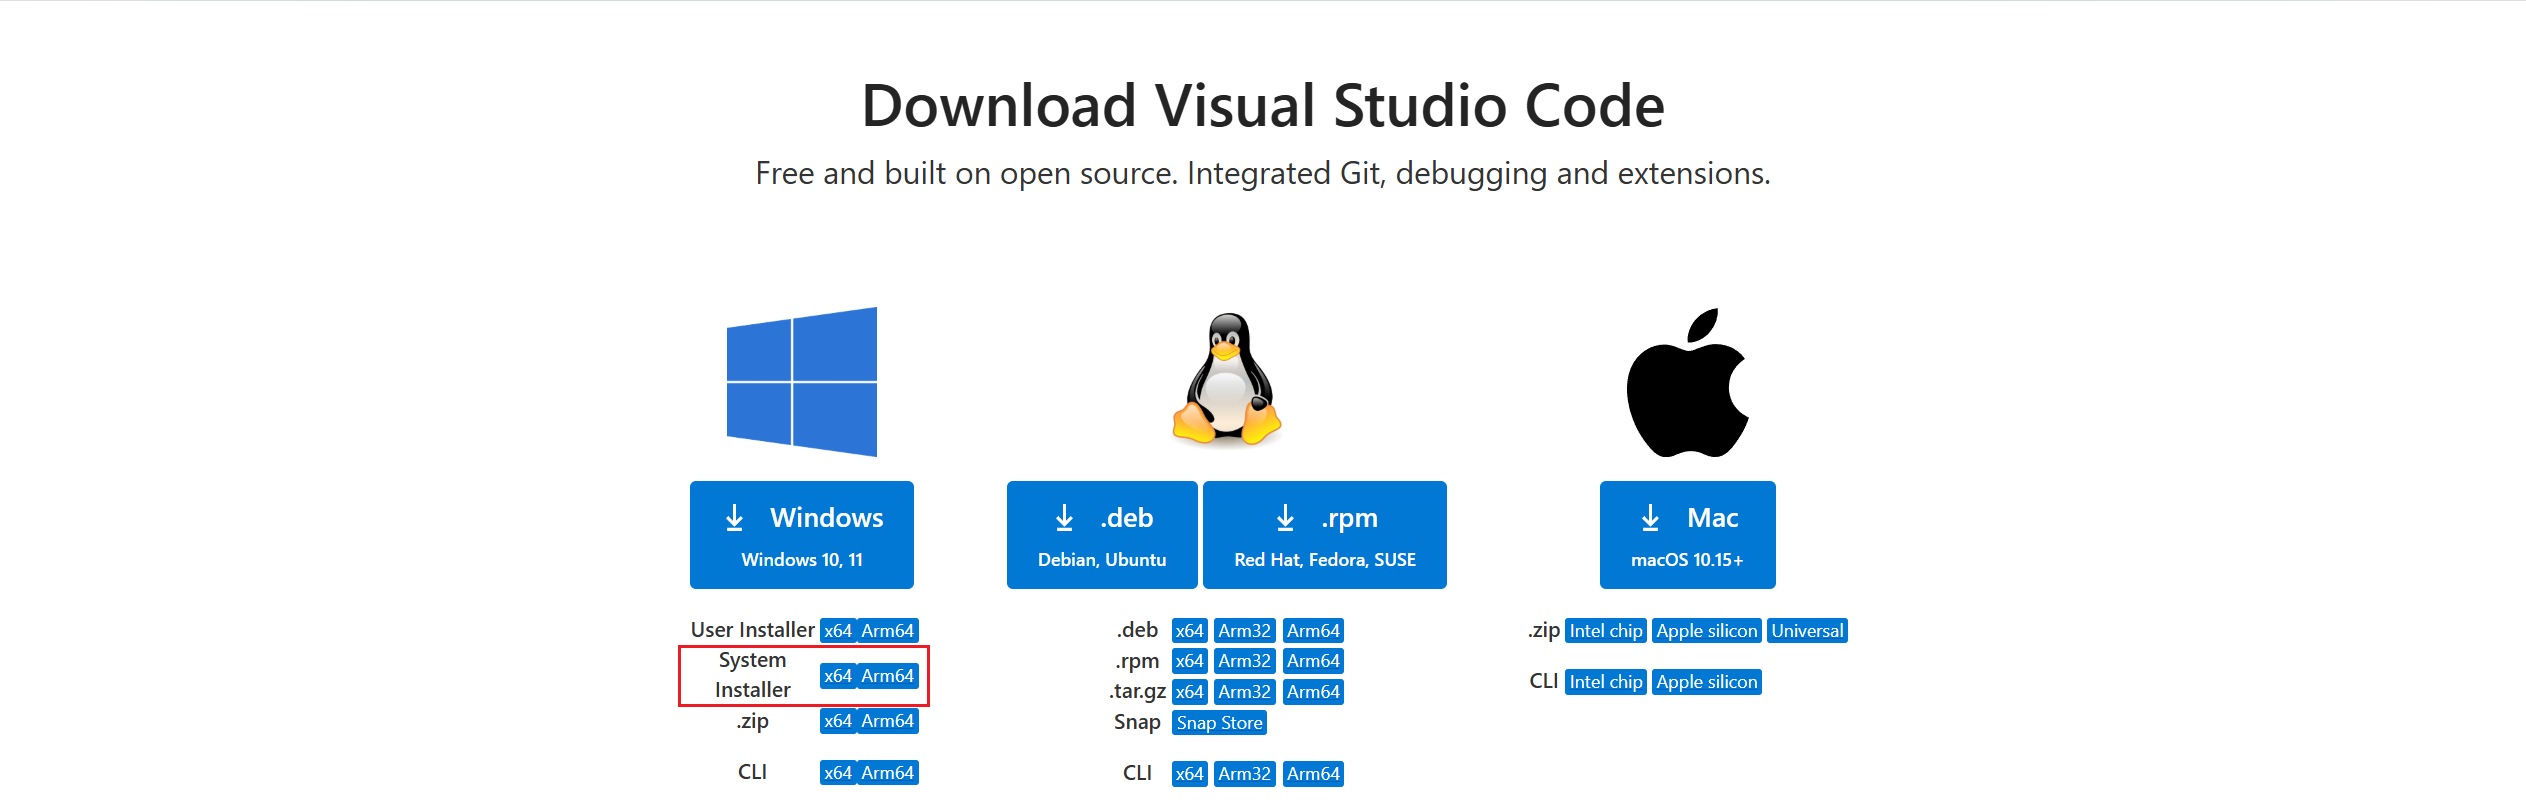 Download Visual Studio Code
Free and built on open source. Integrated Git, debugging and extensions.
Windows
Windows 10, 11
User Installer x64 Arm64
System
Installer
x64 Arm64
.zip x64 Arm64
CLI x64 Arm64
.deb
Debian, Ubuntu
.rpm
Red Hat, Fedora, SUSE
.deb x64 Arm32 Arm64
.rpm x64 Arm32 Arm64
.tar.gz x64 Arm32 Arm64
Snap Snap Store
CLI x64 Arm32 Arm64
Mac
macOS 10.15+
.zip Intel chip Apple silicon Universal
CLI Intel chip Apple silicon